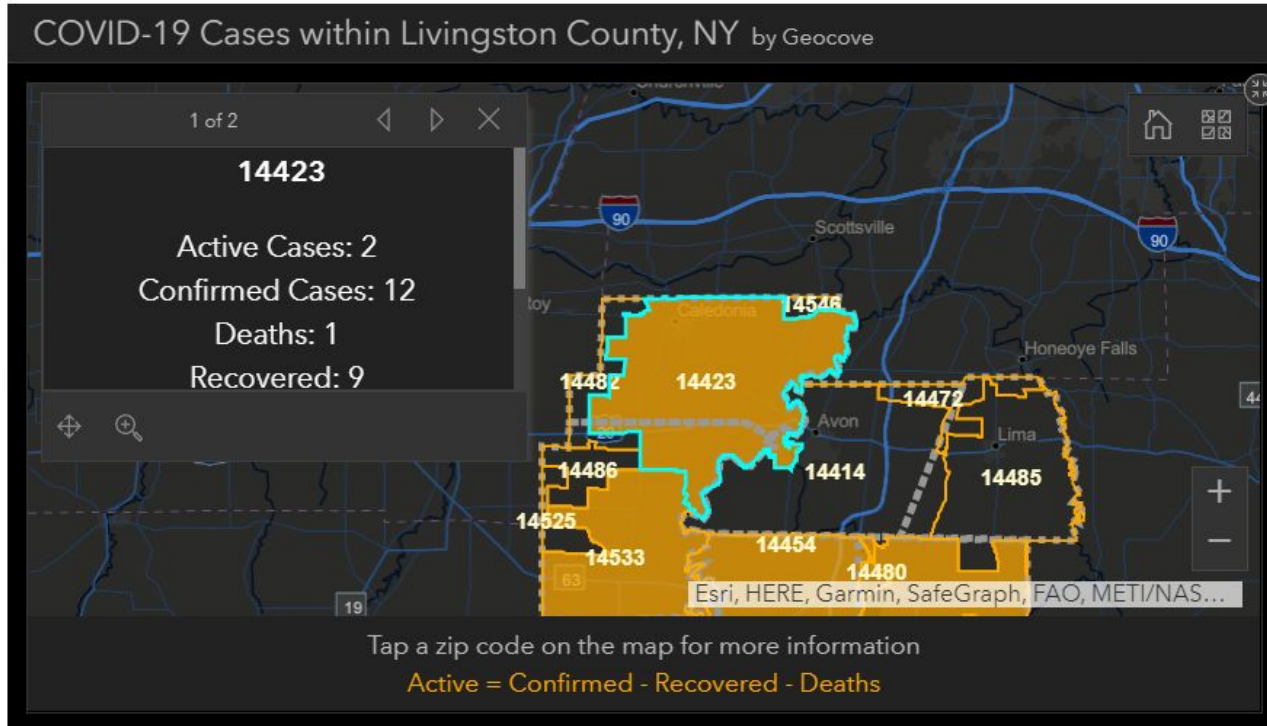 COVID-19 Cases within Livingston County, NY by Geocove
1 of 2
14423
Active Cases: 2
Confirmed Cases: 12
Deaths: 1
Recovered: 9
90
Scottsville
90
14546
Caledonia
Honeoye Falls
14482
14423
14472
44
20
Avon
Lima
14486
14414
14485
14525
14533
14454
14480
63
19
+
−
Esri, HERE, Garmin, SafeGraph, FAO, METI/NAS...
Tap a zip code on the map for more information
Active = Confirmed - Recovered - Deaths